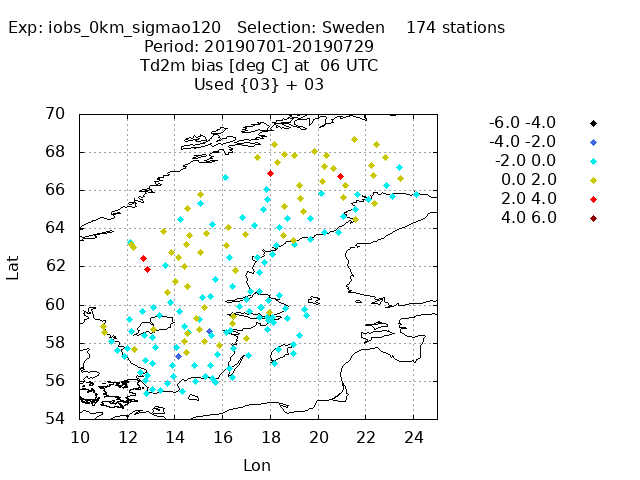 Exp: iobs_0km_sigmao120   Selection: Sweden    174 stations
Period: 20190701-20190729
Td2m bias [deg C] at  06 UTC
Used {03} + 03
-6.0 -4.0
-4.0 -2.0
-2.0 0.0
0.0 2.0
2.0 4.0
4.0 6.0
70
68
66
64
62
60
58
56
54
Lat
10 12 14 16 18 20 22 24
Lon